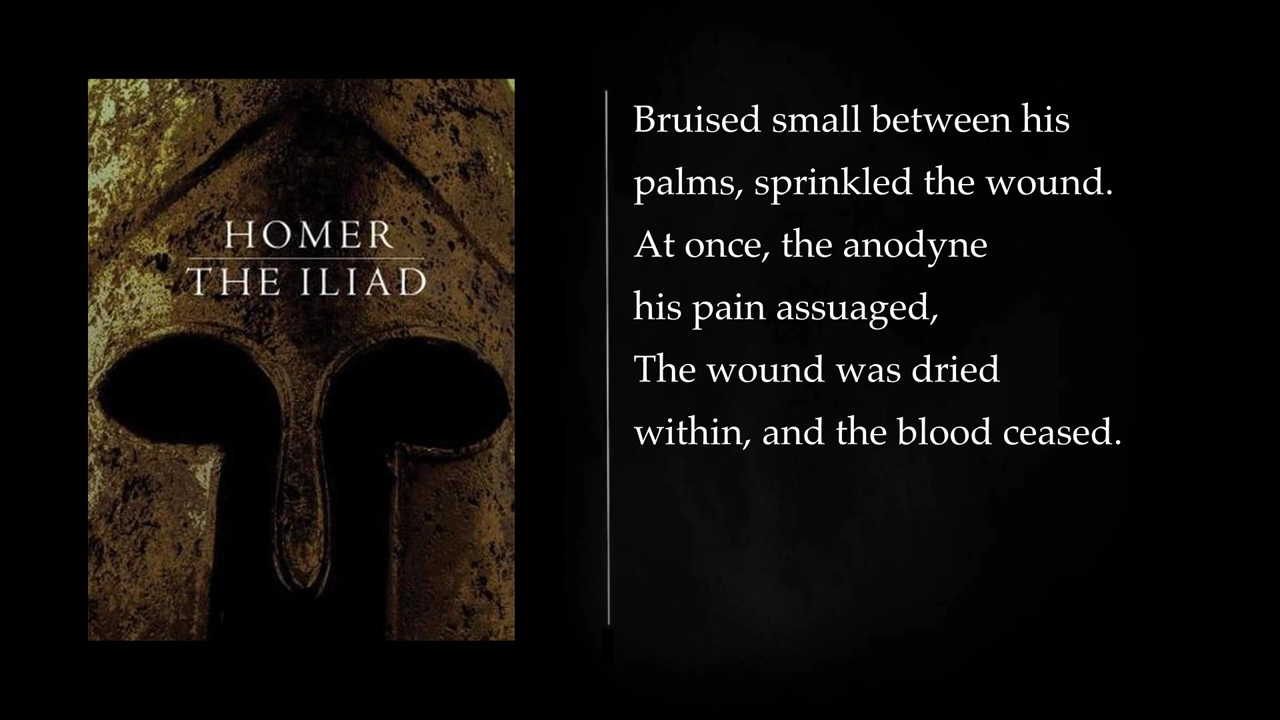 HOMER
THE ILIAD
Bruised small between his
palms, sprinkled the wound.
At once, the anodyne
his pain assuaged,
The wound was dried
within, and the blood ceased.